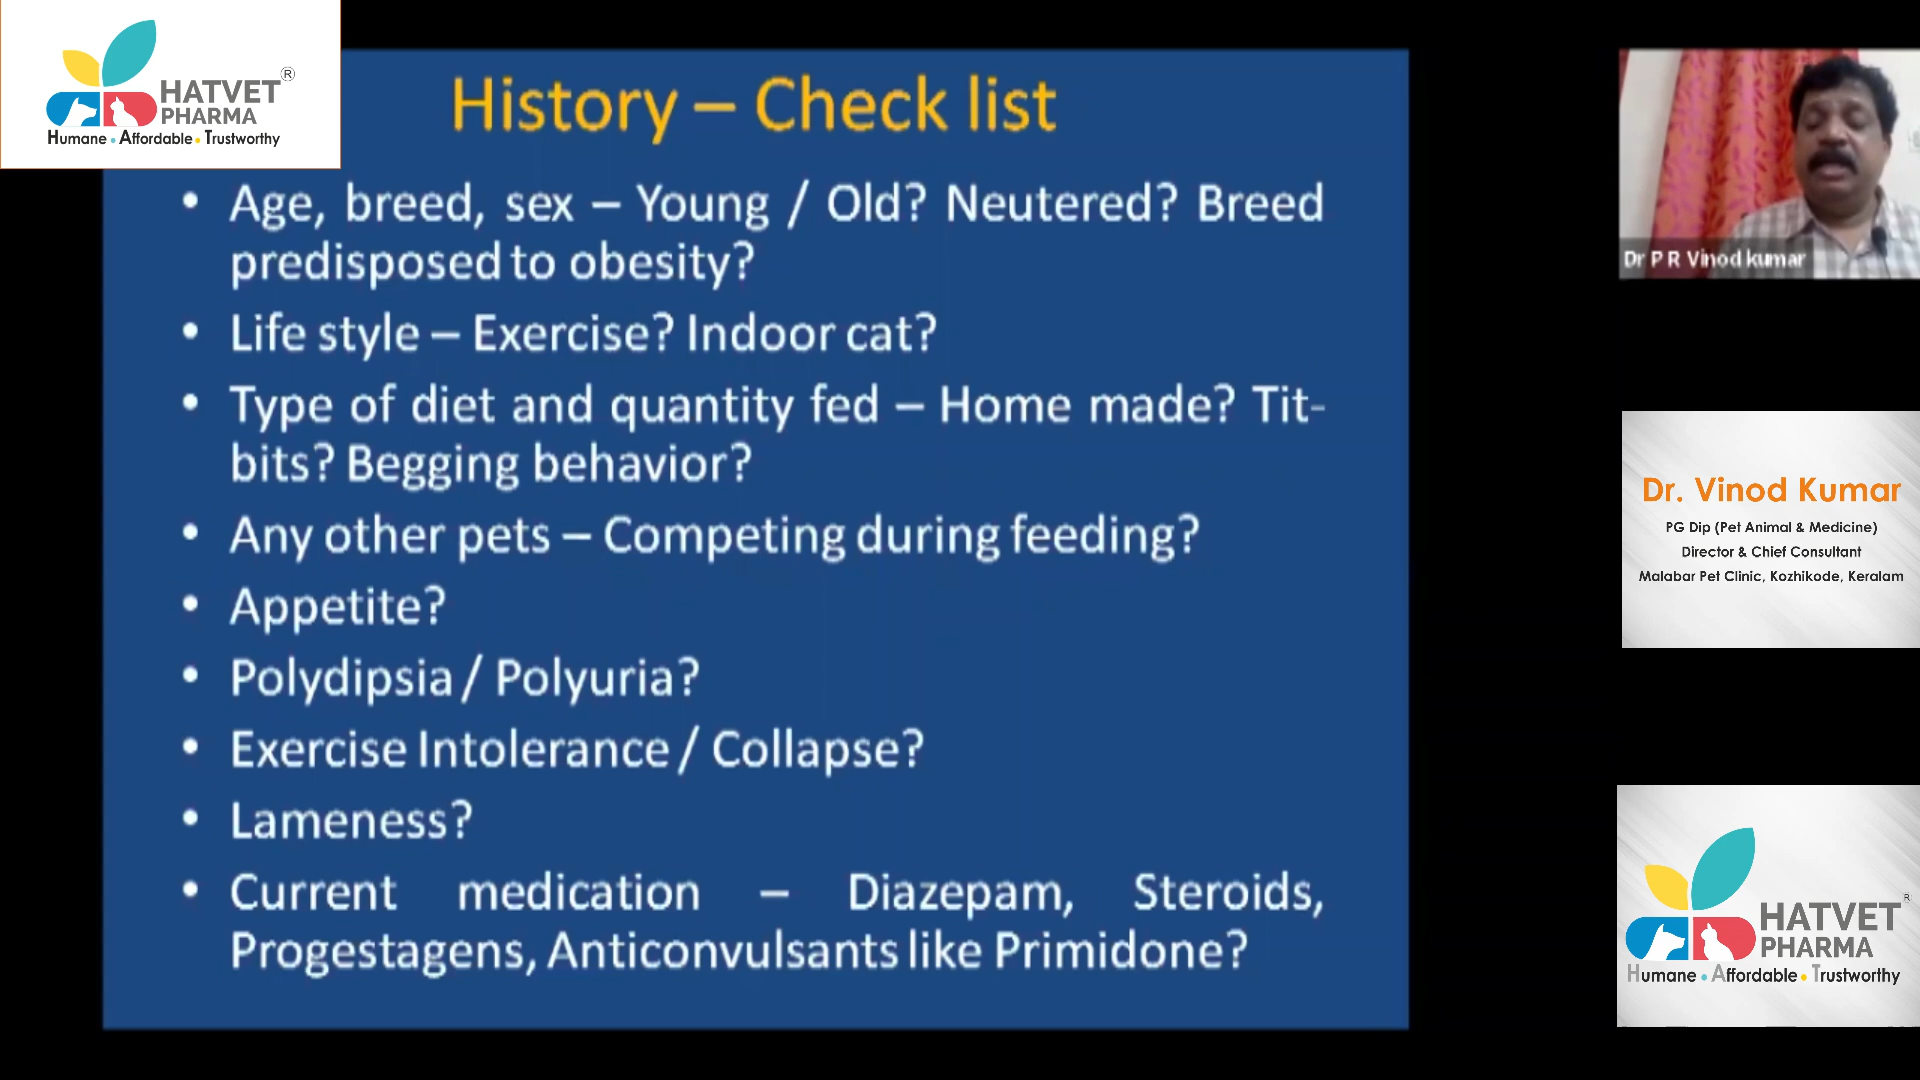 HATVET®
PHARMA
Humane • Affordable • Trustworthy
History – Check list
• Age, breed, sex – Young / Old? Neutered? Breed
predisposed to obesity?
• Life style – Exercise? Indoor cat?
• Type of diet and quantity fed – Home made? Tit-
bits? Begging behavior?
• Any other pets – Competing during feeding?
• Appetite?
• Polydipsia / Polyuria?
• Exercise Intolerance / Collapse?
• Lameness?
• Current medication – Diazepam, Steroids,
Progestagens, Anticonvulsants like Primidone?
Dr P R Vinod kumar
Dr. Vinod Kumar
PG Dip (Pet Animal & Medicine)
Director & Chief Consultant
Malabar Pet Clinic, Kozhikode, Keralam
HATVET®
PHARMA
Humane • Affordable • Trustworthy